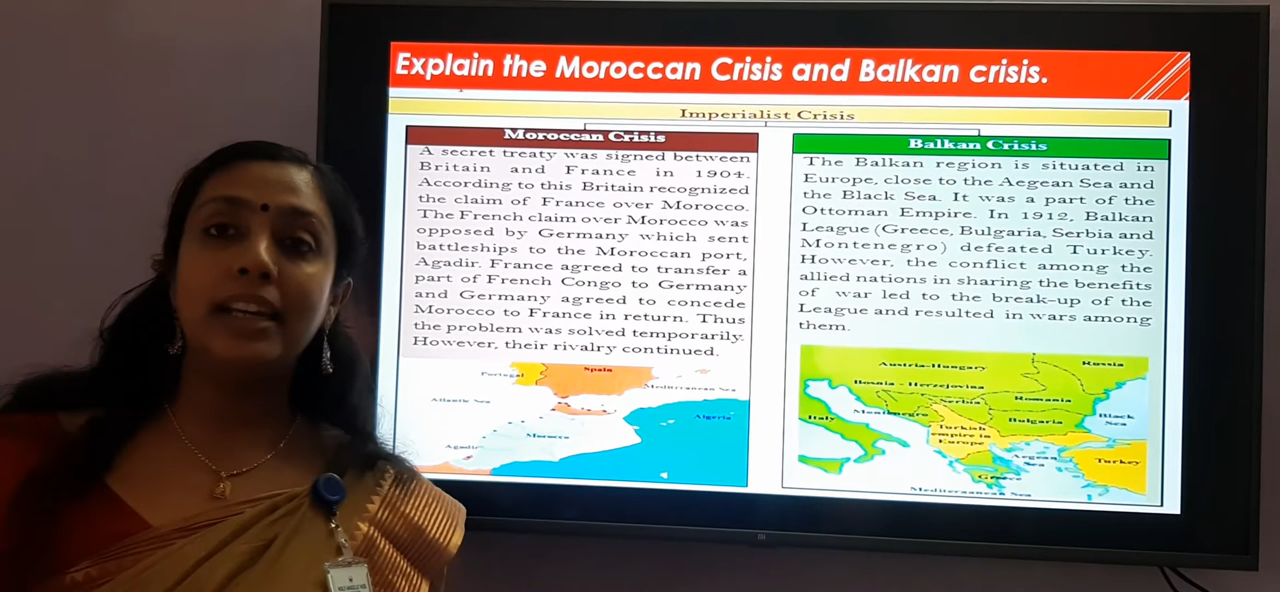 Explain the Moroccan Crisis and Balkan crisis.
Imperialist Crisis
Moroccan Crisis
A secret treaty was signed between
Britain and France in 1904.
According to this Britain recognized
the claim of France over Morocco.
The French claim over Morocco was
opposed by Germany which sent
battleships to the Moroccan port,
Agadir. France agreed to transfer a
part of French Congo to Germany
and Germany agreed to concede
Morocco to France in return. Thus
the problem was solved temporarily.
However, their rivalry continued.
Portugal
Spain
Mediterranean Sea
Atlantic Sea
Algeria
Morocco
Agadir
Balkan Crisis
The Balkan region is situated in
Europe, close to the Aegean Sea and
the Black Sea. It was a part of the
Ottoman Empire. In 1912, Balkan
League (Greece, Bulgaria, Serbia and
Montenegro) defeated Turkey.
However, the conflict among the
allied nations in sharing the benefits
of war led to the break-up of the
League and resulted in wars among
them.
Austria-Hungary
Russia
Bosnia - Herzejovina
Serbia
Romania
Italy
Montenegro
Bulgaria
Black
Sea
Turkish
empire in
Europe
Aegean
Sea
Turkey
Greece
Mediteraanean Sea
mi